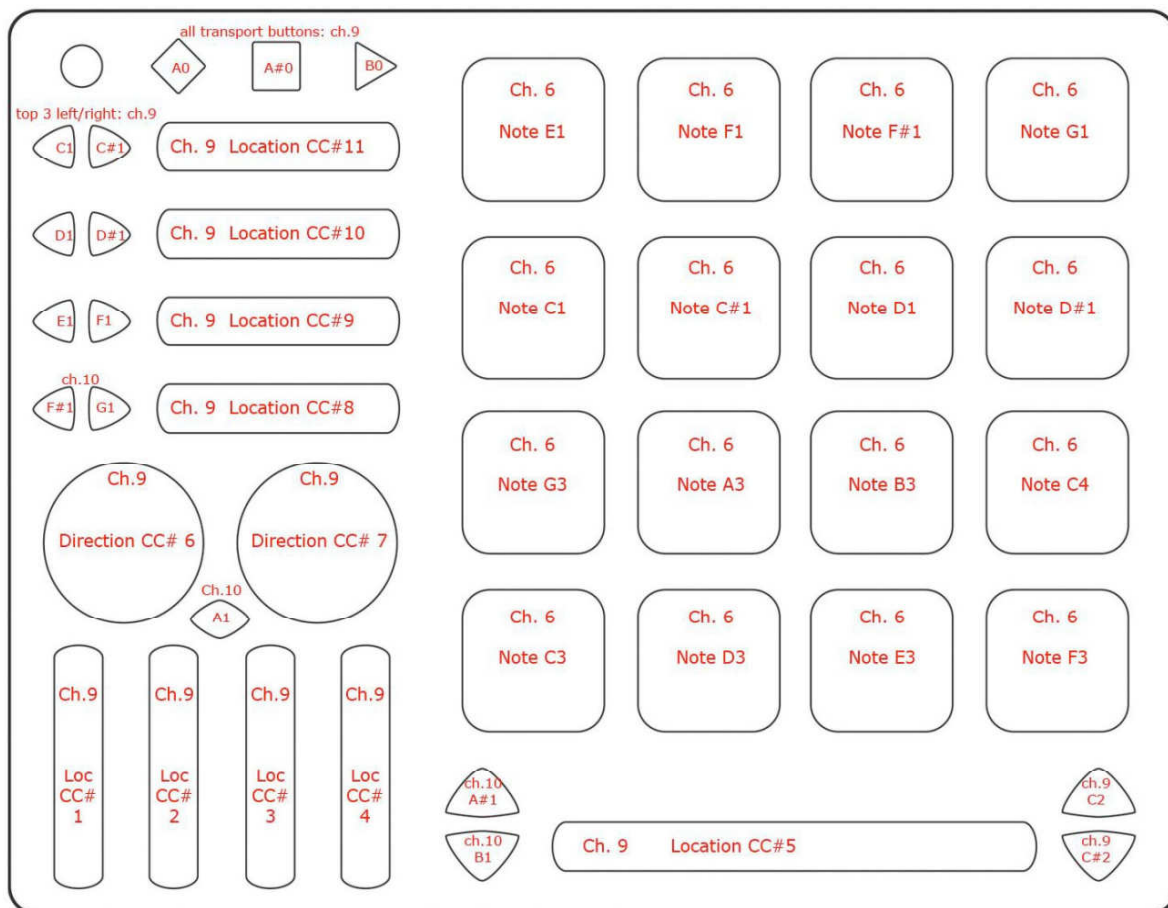 all transport buttons: ch.9
A0
A#0
B0
top 3 left/right: ch.9
C1
C#1
Ch. 9 Location CC#11
D1
D#1
Ch. 9 Location CC#10
E1
F1
Ch. 9 Location CC#9
ch.10
F#1
G1
Ch. 9 Location CC#8
Ch.9
Direction CC# 6
Ch.9
Direction CC# 7
Ch.10
A1
Ch.9
Loc
CC#
1
Ch.9
Loc
CC#
2
Ch.9
Loc
CC#
3
Ch.9
Loc
CC#
4
Ch. 6
Note E1
Ch. 6
Note F1
Ch. 6
Note F#1
Ch. 6
Note G1
Ch. 6
Note C1
Ch. 6
Note C#1
Ch. 6
Note D1
Ch. 6
Note D#1
Ch. 6
Note G3
Ch. 6
Note A3
Ch. 6
Note B3
Ch. 6
Note C4
Ch. 6
Note C3
Ch. 6
Note D3
Ch. 6
Note E3
Ch. 6
Note F3
ch.10
A#1
ch.10
B1
Ch. 9 Location CC#5
ch.9
C2
ch.9
C#2